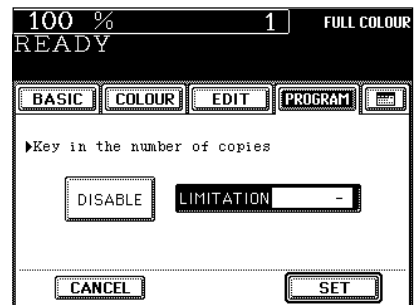 100 % 1 FULL COLOUR
READY
BASIC COLOUR EDIT PROGRAM
▶Key in the number of copies
DISABLE LIMITATION –
CANCEL SET